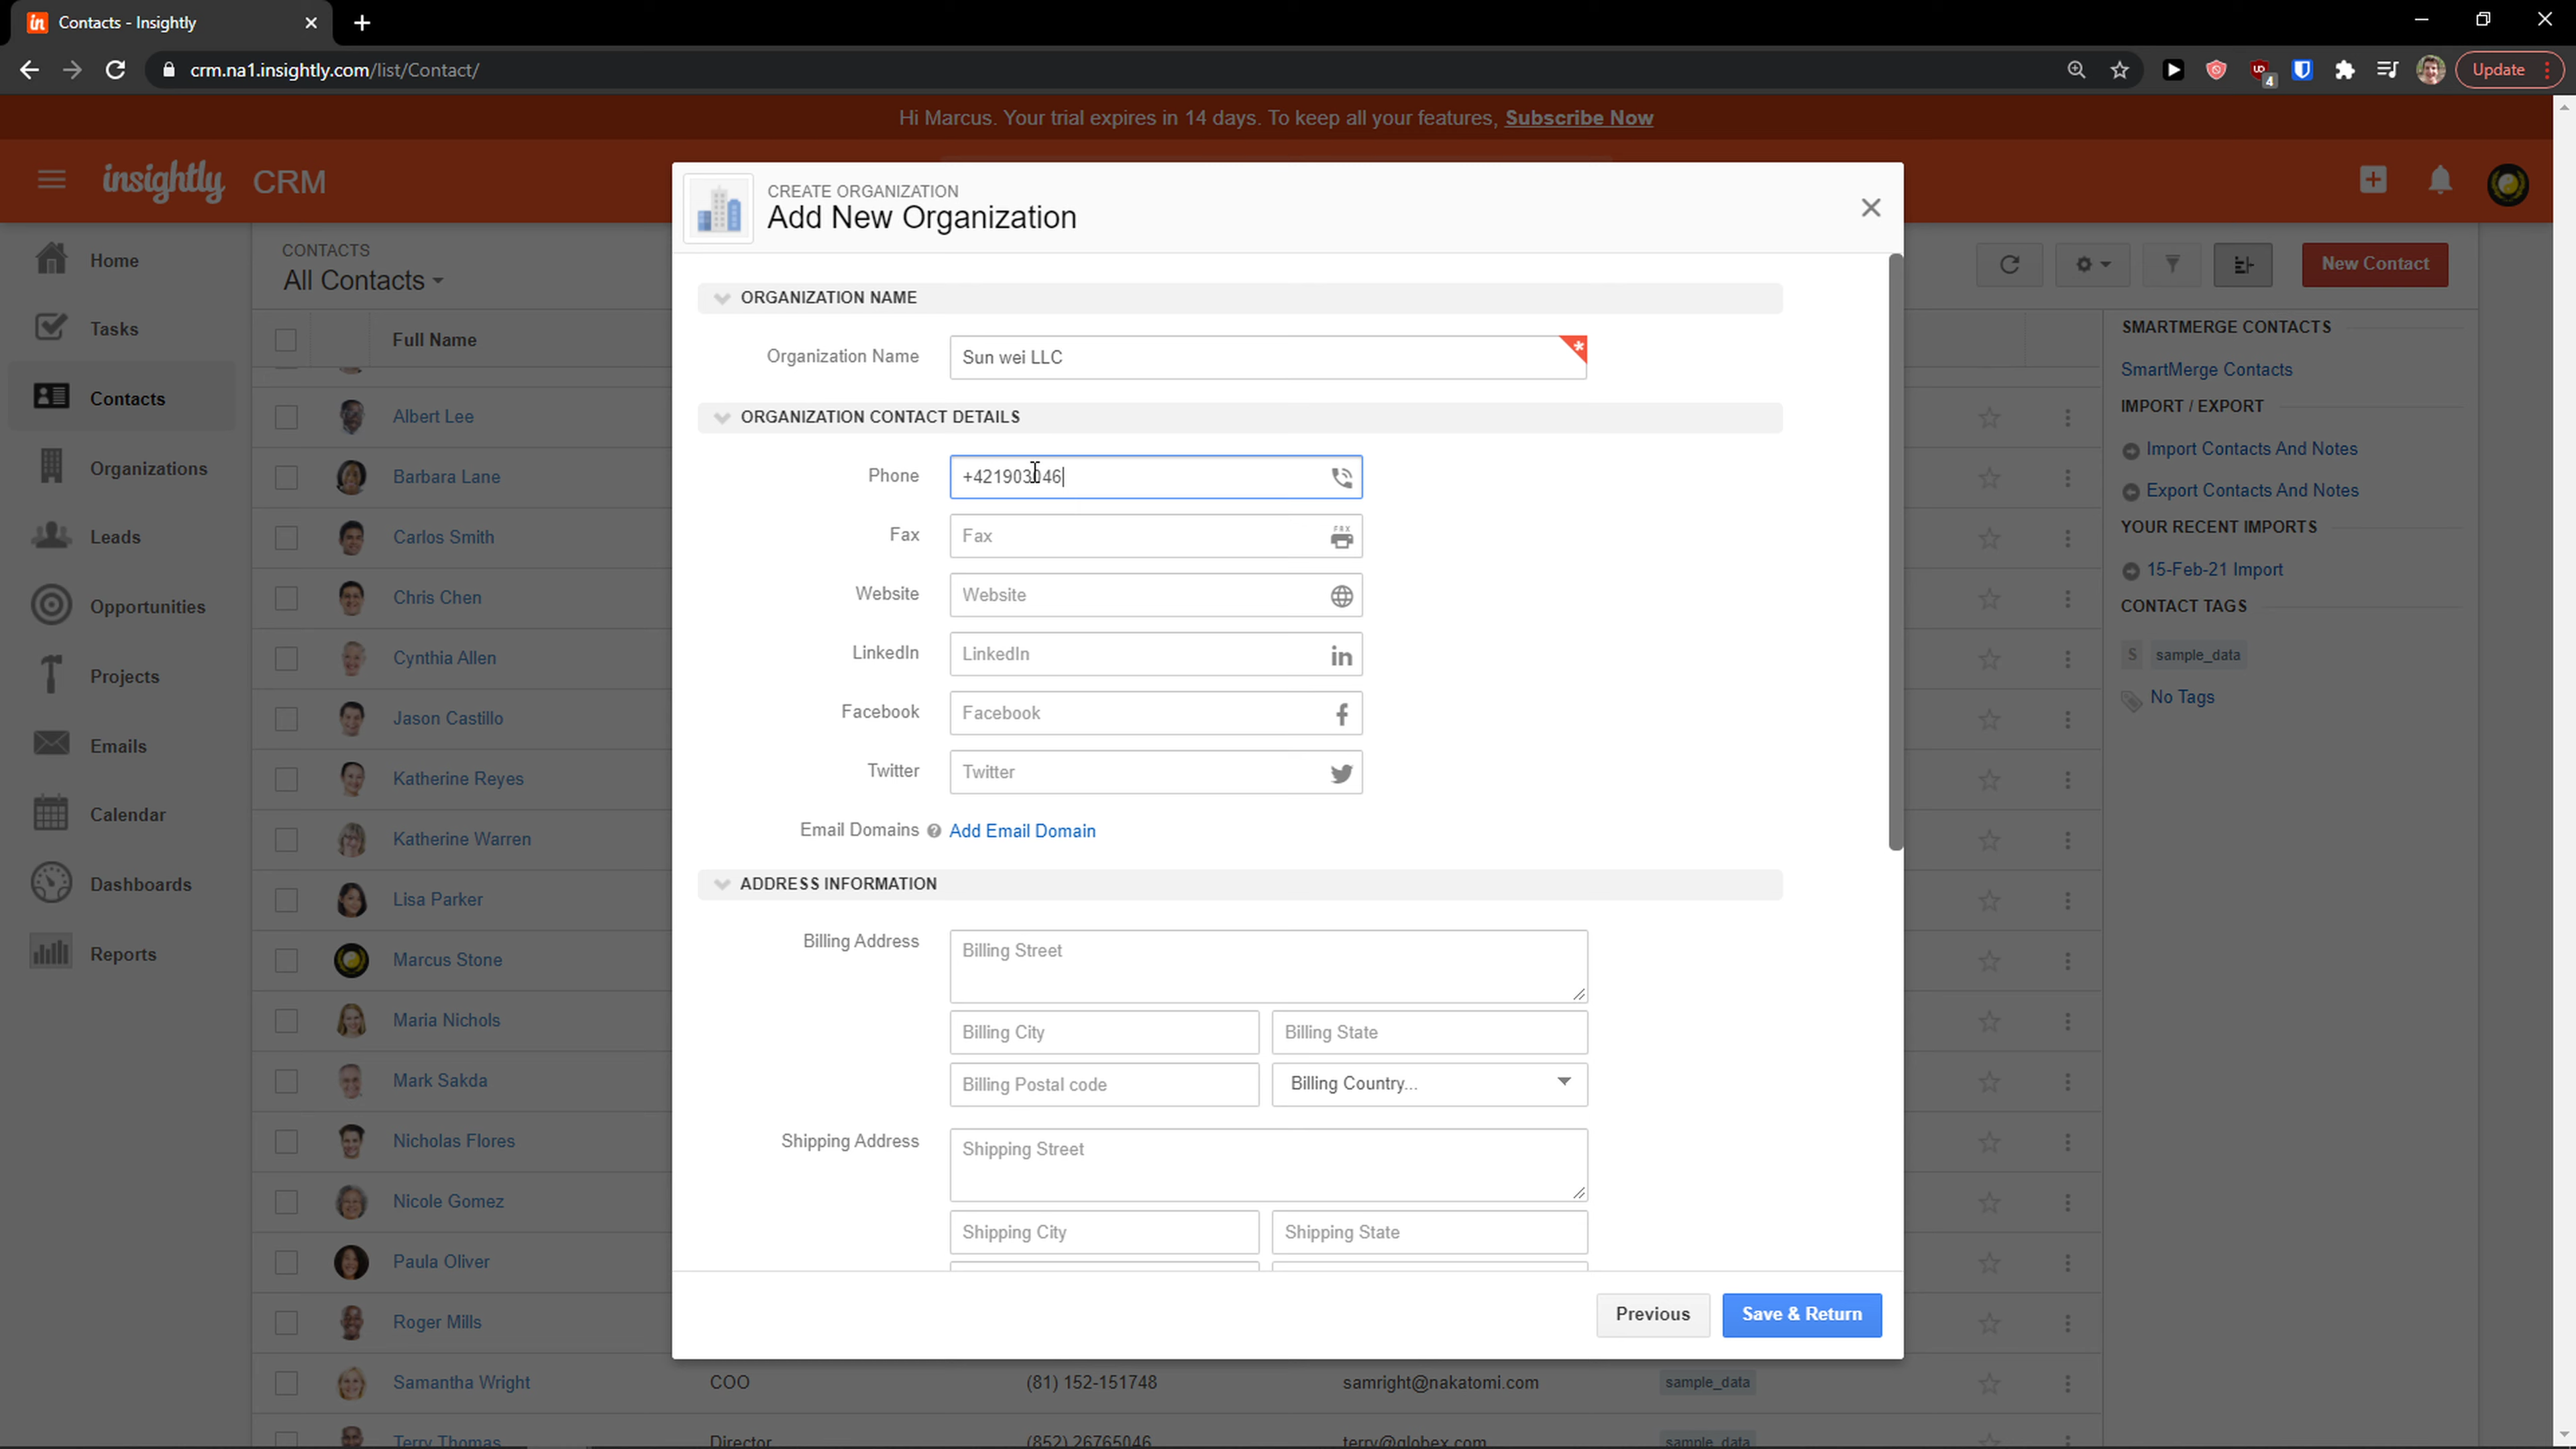 Contacts - Insightly
crm.na1.insightly.com/list/Contact/
4
Update
Hi Marcus. Your trial expires in 14 days. To keep all your features, Subscribe Now
insightly CRM
Home
Tasks
Contacts
Organizations
Leads
Opportunities
Projects
Emails
Calendar
Dashboards
Reports
CONTACTS
All Contacts
New Contact
Full Name
Albert Lee
Barbara Lane
Carlos Smith
Chris Chen
Cynthia Allen
Jason Castillo
Katherine Reyes
Katherine Warren
Lisa Parker
Marcus Stone
Maria Nichols
Mark Sakda
Nicholas Flores
Nicole Gomez
Paula Oliver
Roger Mills
Samantha Wright COO (81) 152-151748 samright@nakatomi.com sample_data
Terry Thomas Director (852) 26765046 terry@globex.com sample_data
CREATE ORGANIZATION
Add New Organization
ORGANIZATION NAME
Organization Name Sun wei LLC *
ORGANIZATION CONTACT DETAILS
Phone +421903046
Fax Fax
Website Website
LinkedIn LinkedIn
Facebook Facebook
Twitter Twitter
Email Domains Add Email Domain
ADDRESS INFORMATION
Billing Address Billing Street
Billing City Billing State
Billing Postal code Billing Country...
Shipping Address Shipping Street
Shipping City Shipping State
Previous Save & Return
SMARTMERGE CONTACTS
SmartMerge Contacts
IMPORT / EXPORT
Import Contacts And Notes
Export Contacts And Notes
YOUR RECENT IMPORTS
15-Feb-21 Import
CONTACT TAGS
S sample_data
No Tags